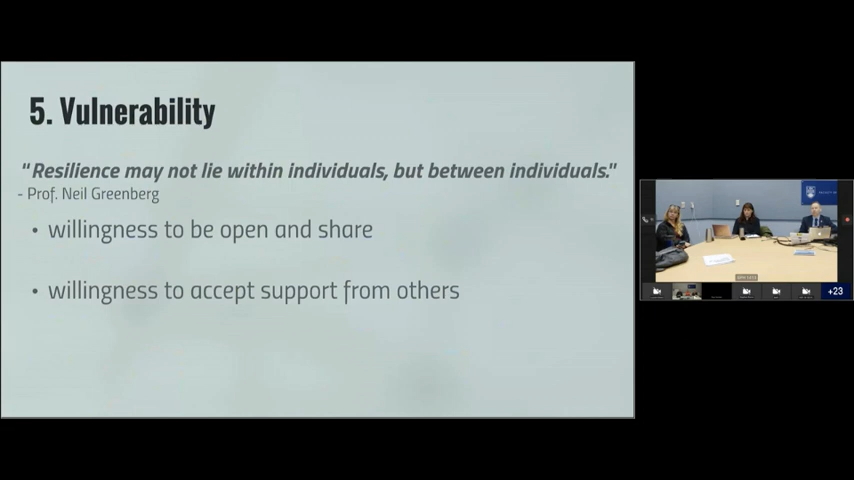 5. Vulnerability
"Resilience may not lie within individuals, but between individuals."
- Prof. Neil Greenberg
• willingness to be open and share
• willingness to accept support from others
+23